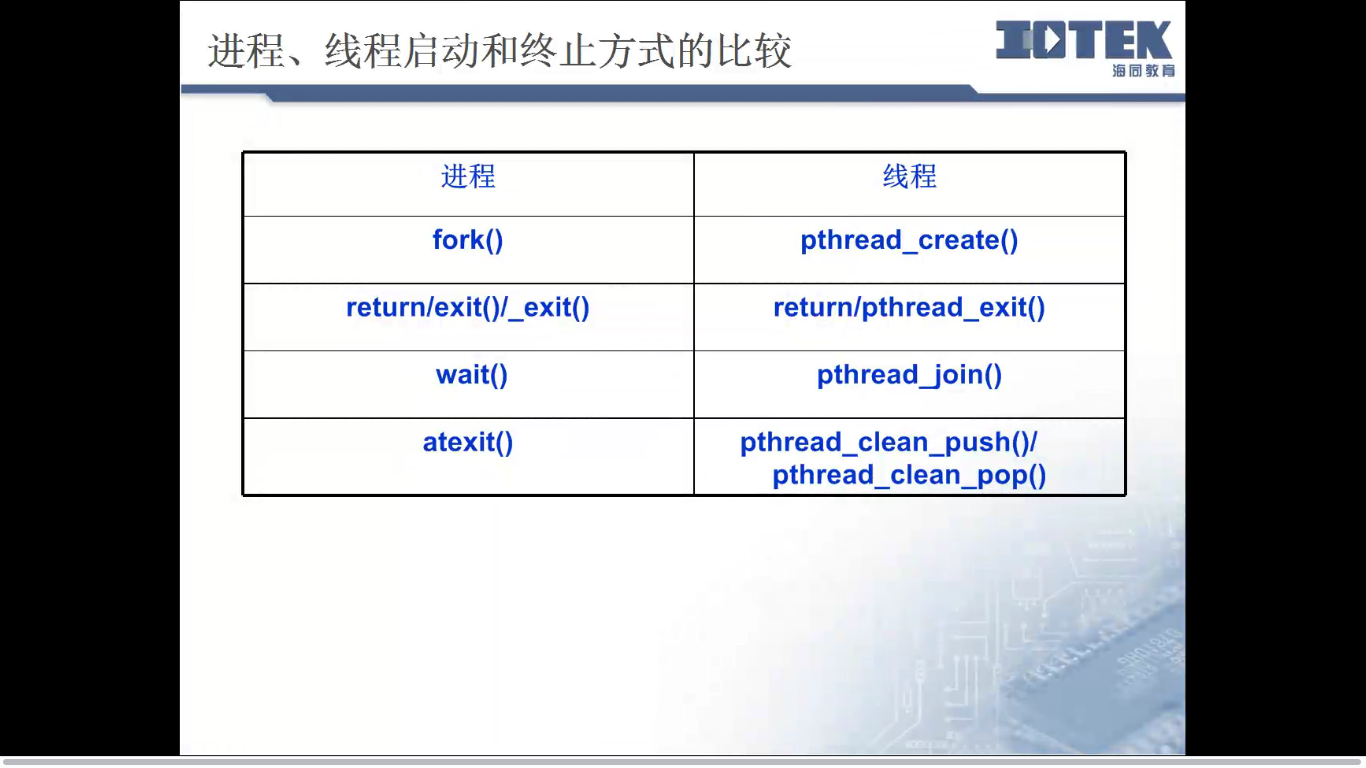 进程、线程启动和终止方式的比较
IOTEK
海同教育
进程
线程
fork()
pthread_create()
return/exit()/_exit()
return/pthread_exit()
wait()
pthread_join()
atexit()
pthread_clean_push()/
pthread_clean_pop()